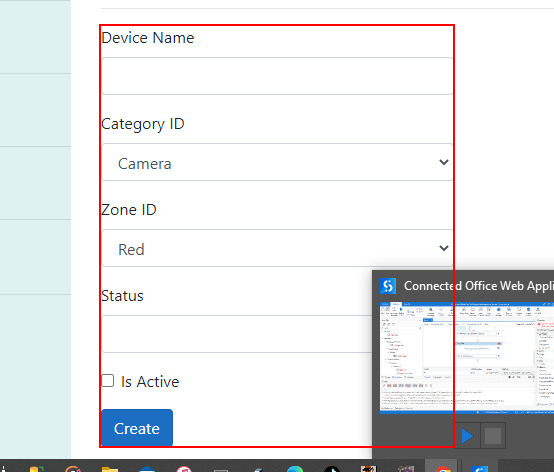 Device Name
Category ID
Camera
Zone ID
Red
Status
Connected Office Web Appli
Is Active
Create